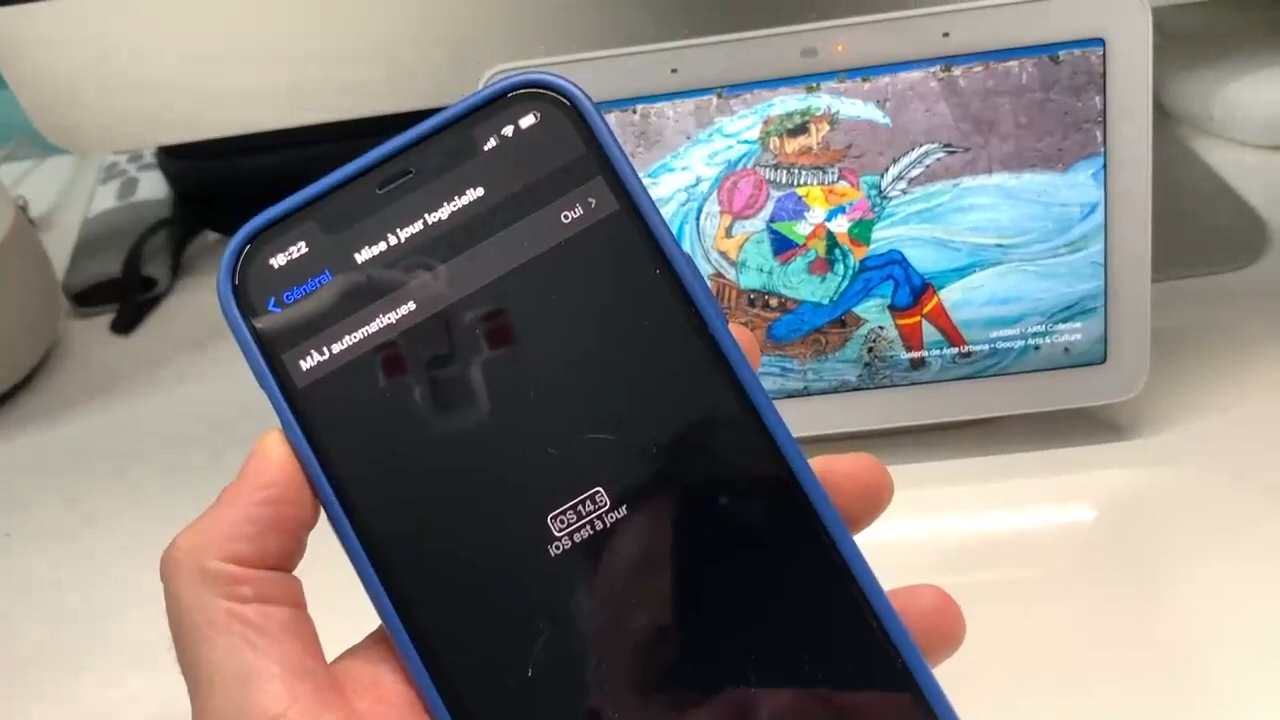 16:22
Général
Mise à jour logicielle
MÀJ automatiques
Oui
iOS 14.5
iOS est à jour
untitled • ARM Coletive
Galeria de Arte Urbana • Google Arts & Culture